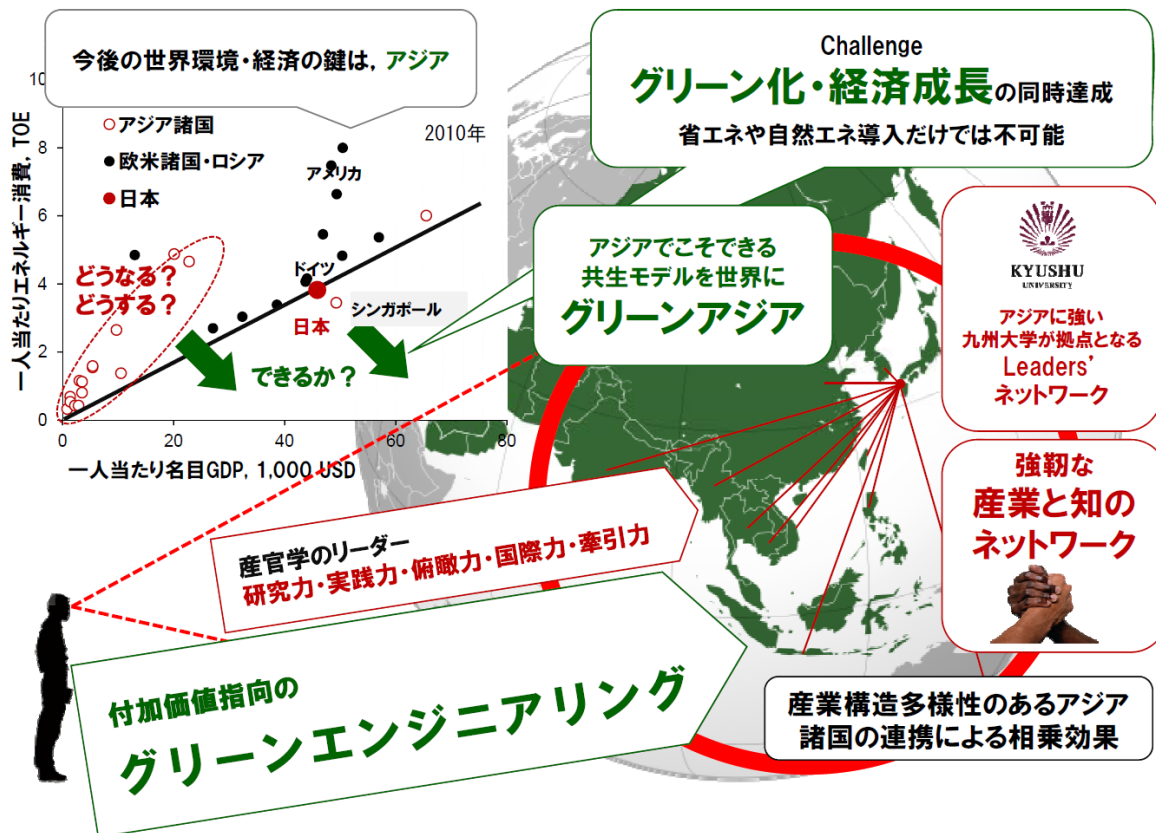 今後の世界環境・経済の鍵は, アジア
Challenge
グリーン化・経済成長の同時達成
省エネや自然エネ導入だけでは不可能
一人当たりエネルギー消費, TOE
10
8
6
4
2
0
アジア諸国
欧米諸国・ロシア
日本
2010年
アメリカ
どうなる?
どうする?
ドイツ
シンガポール
日本
できるか?
0
20
40
60
80
一人当たり名目GDP, 1,000 USD
アジアでこそできる
共生モデルを世界に
グリーンアジア
KYUSHU
UNIVERSITY
アジアに強い
九州大学が拠点となる
Leaders’
ネットワーク
強靭な
産業と知の
ネットワーク
産官学のリーダー
研究力・実践力・俯瞰力・国際力・牽引力
付加価値指向の
グリーンエンジニアリング
産業構造多様性のあるアジア
諸国の連携による相乗効果